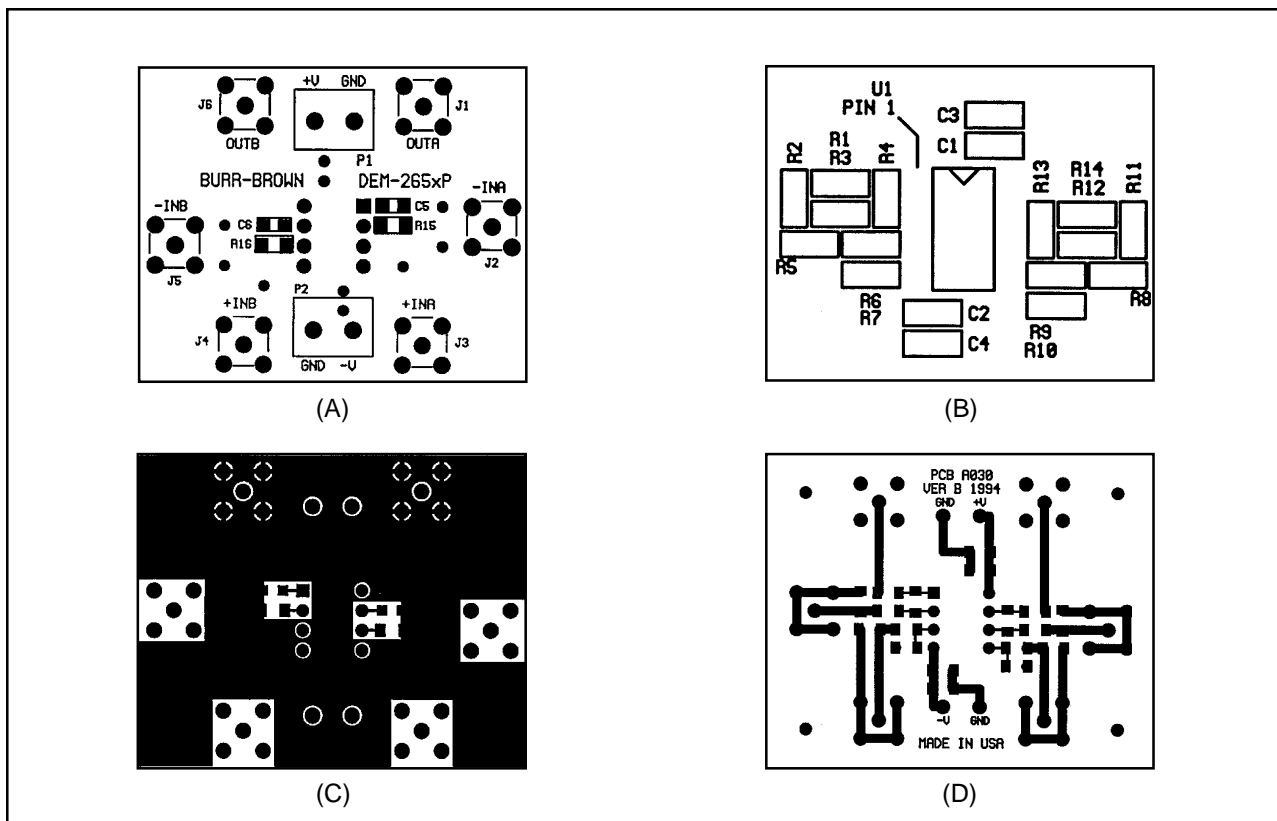 +V GND
J6
J1
OUTB
OUTA
P1
BURR-BROWN
DEM-265xP
-INB
-INA
C6
C5
R16
R15
J5
J2
P2
+INB
+INA
J4
J3
GND -V
(A)
U1
PIN 1
C3
C1
R2
R1
R3
R4
R13
R14
R12
R11
R5
R8
R6
R7
C2
C4
R9
R10
(B)
(C)
PCB A030
VER B 1994
GND +V
-V GND
MADE IN USA
(D)